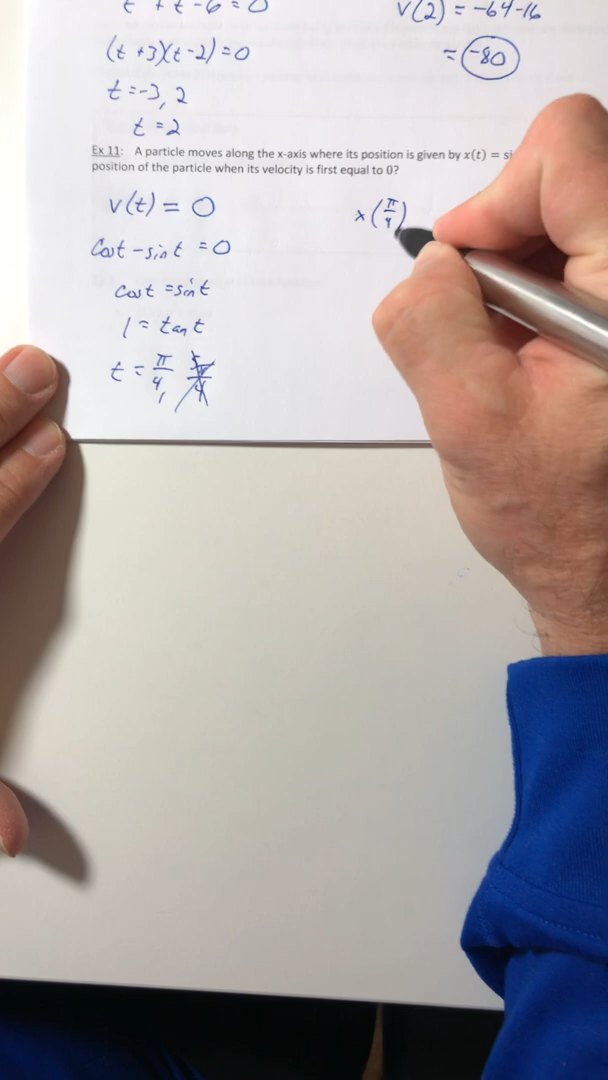 t + t - 6 = 0
(t + 3)(t - 2) = 0
t = -3, 2
t = 2
v(2) = -64 - 16
= -80
Ex 11: A particle moves along the x-axis where its position is given by x(t) = si
position of the particle when its velocity is first equal to 0?
v(t) = 0
cos t - sin t = 0
cos t = sin t
1 = tan t
t = π/4,
x(π/4)